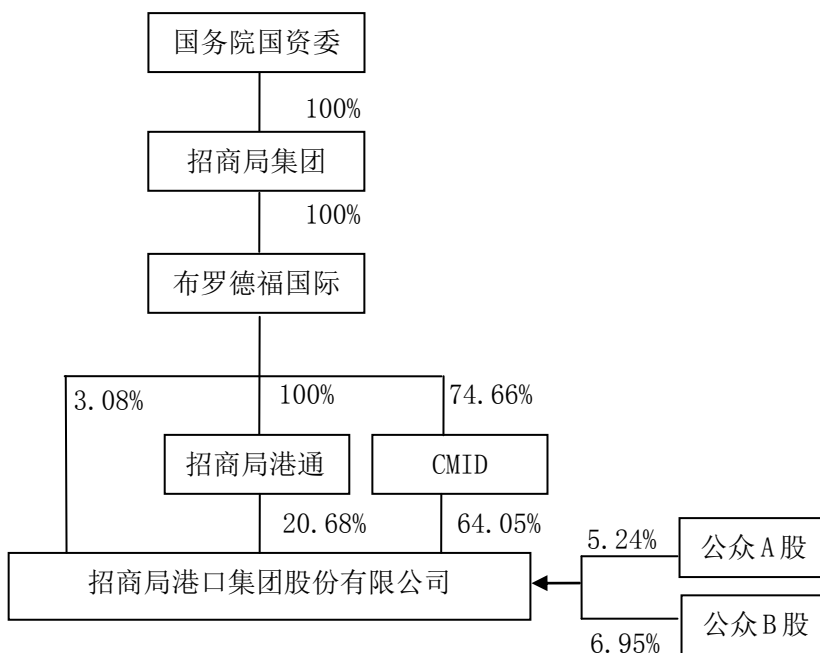 国务院国资委
100%
招商局集团
100%
布罗德福国际
3.08%
100%
74.66%
招商局港通
CMID
20.68%
64.05%
5.24%
公众A股
招商局港口集团股份有限公司
6.95%
公众B股